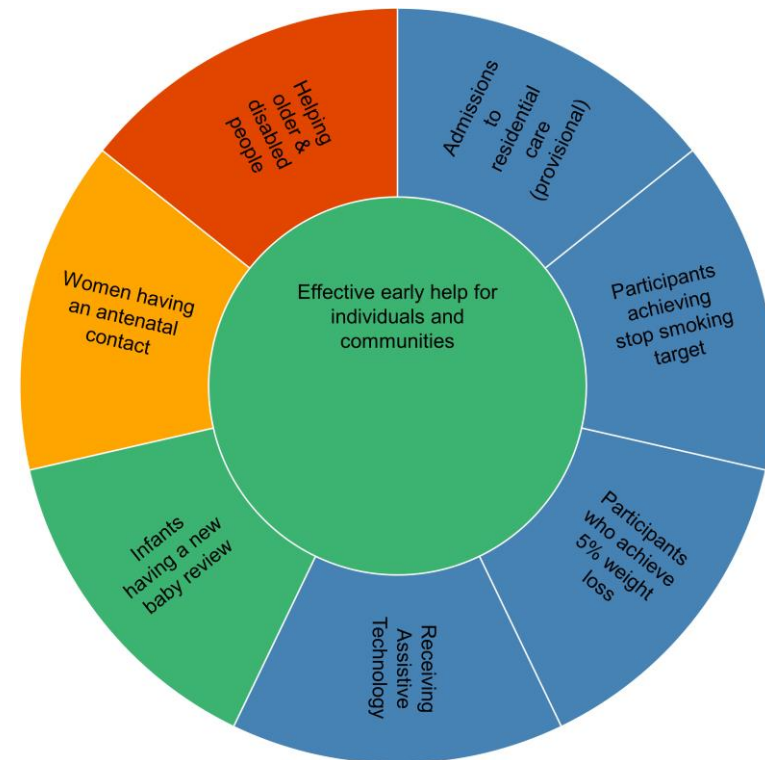 Effective early help for
individuals and
communities
Admissions
to
residential
care
(provisional)
Participants
achieving
stop smoking
target
Participants
who achieve
5% weight
loss
Receiving
Assistive
Technology
Infants
having a new
baby review
Women having
an antenatal
contact
Helping
older &
disabled
people